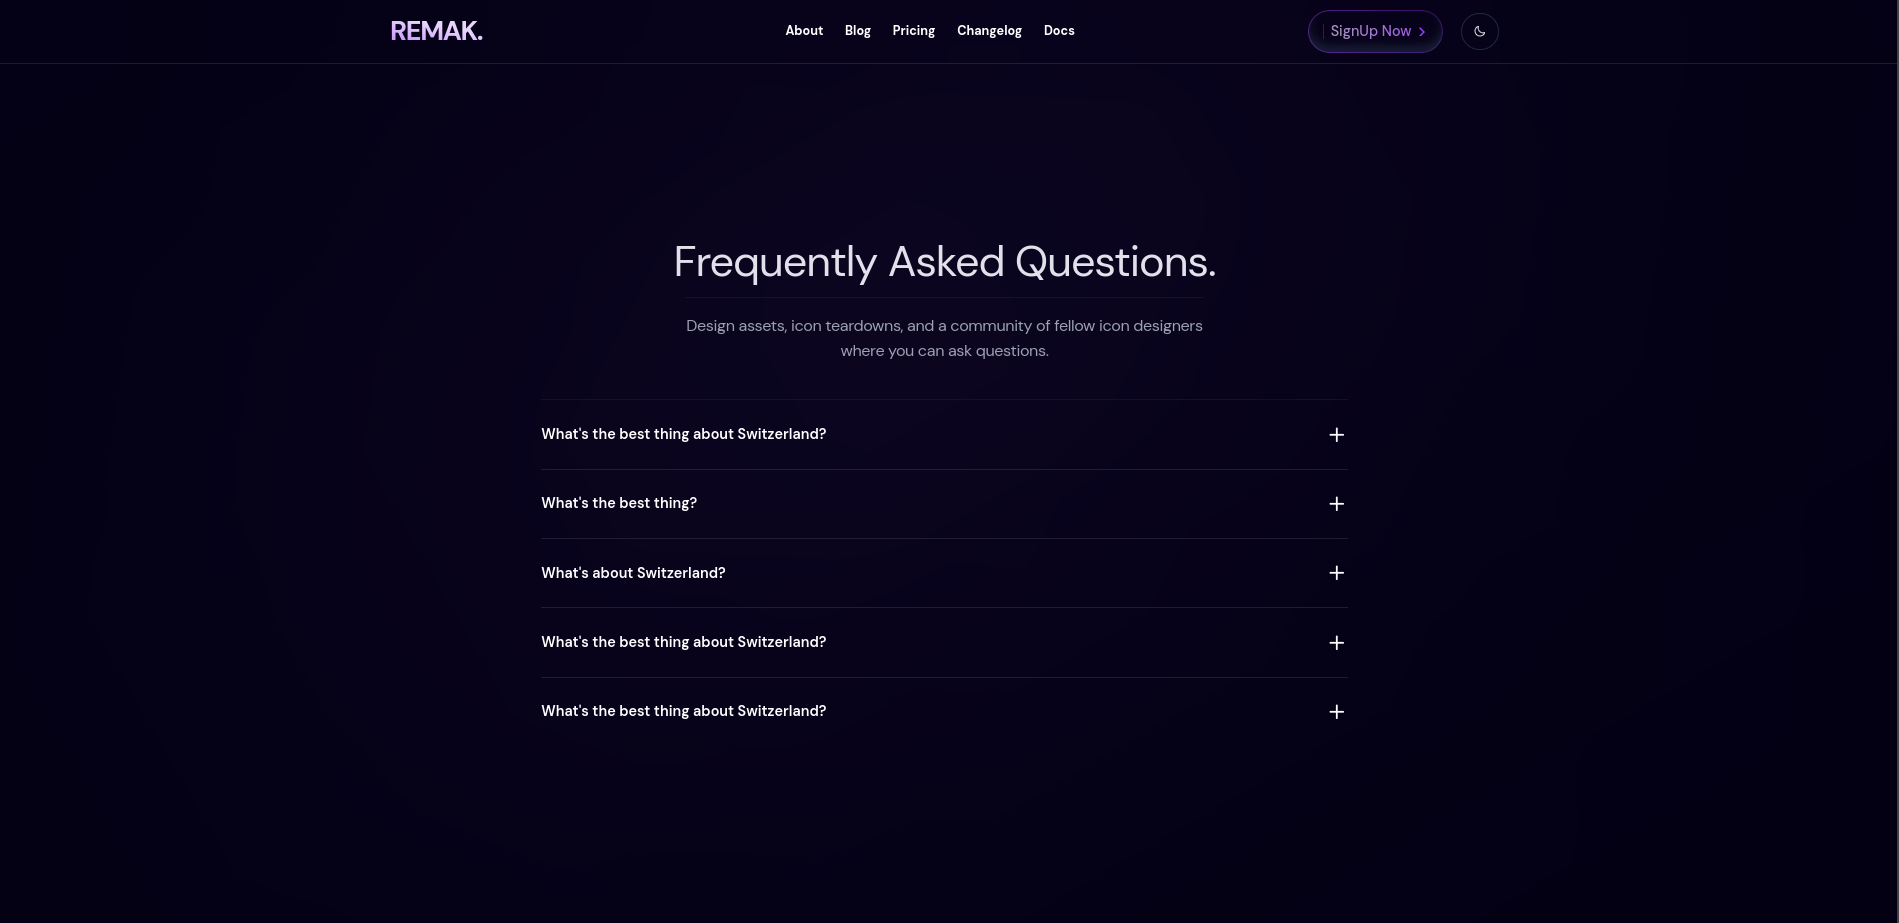 REMAK.
About
Blog
Pricing
Changelog
Docs
SignUp Now
Frequently Asked Questions.
Design assets, icon teardowns, and a community of fellow icon designers
where you can ask questions.
What's the best thing about Switzerland?
What's the best thing?
What's about Switzerland?
What's the best thing about Switzerland?
What's the best thing about Switzerland?